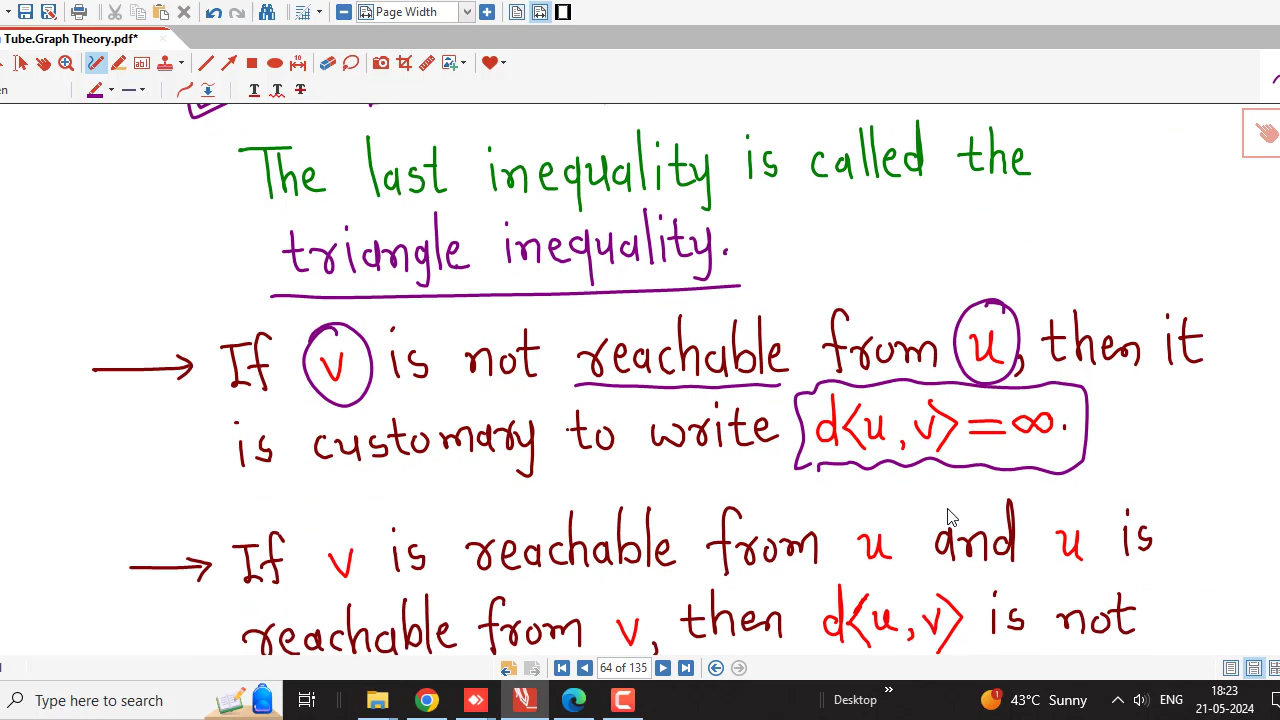 Page Width
Tube.Graph Theory.pdf*
The last inequality is called the
triangle inequality.
→ If v is not reachable from u, then it
is customary to write d⟨u, v⟩ = ∞.
→ If v is reachable from u and u is
reachable from v, then d⟨u, v⟩ is not
64 of 135
Type here to search
Desktop
43°C Sunny
ENG
18:23
21-05-2024